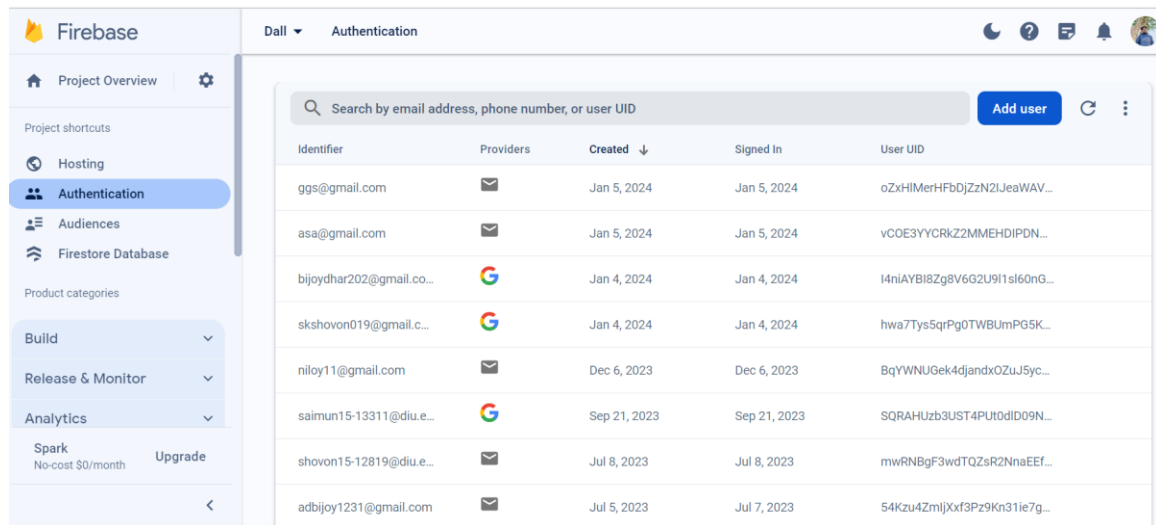 Firebase
Dall Authentication
Project Overview
Project shortcuts
Hosting
Authentication
Audiences
Firestore Database
Product categories
Build
Release & Monitor
Analytics
Spark
No-cost $0/month
Upgrade
Search by email address, phone number, or user UID
Add user
Identifier Providers Created Signed In User UID
ggs@gmail.com Jan 5, 2024 Jan 5, 2024 oZxHlMerHFbDjZzN2IJeaWAV...
asa@gmail.com Jan 5, 2024 Jan 5, 2024 vCOE3YYCRkZ2MMEHDIPDN...
bijoydhar202@gmail.co... Jan 4, 2024 Jan 4, 2024 I4niAYBI8Zg8V6G2U9l1sl60nG...
skshovon019@gmail.c... Jan 4, 2024 Jan 4, 2024 hwa7Tys5qrPg0TWBUmPG5K...
niloy11@gmail.com Dec 6, 2023 Dec 6, 2023 BqYWNUGek4djandxOZuJ5yc...
saimun15-13311@diu.e... Sep 21, 2023 Sep 21, 2023 SQRAHUzb3UST4PUt0dlD09N...
shovon15-12819@diu.e... Jul 8, 2023 Jul 8, 2023 mwRNBgF3wdTQZsR2NnaEEf...
adbijoy1231@gmail.com Jul 5, 2023 Jul 7, 2023 54Kzu4ZmIjXxf3Pz9Kn31ie7g...